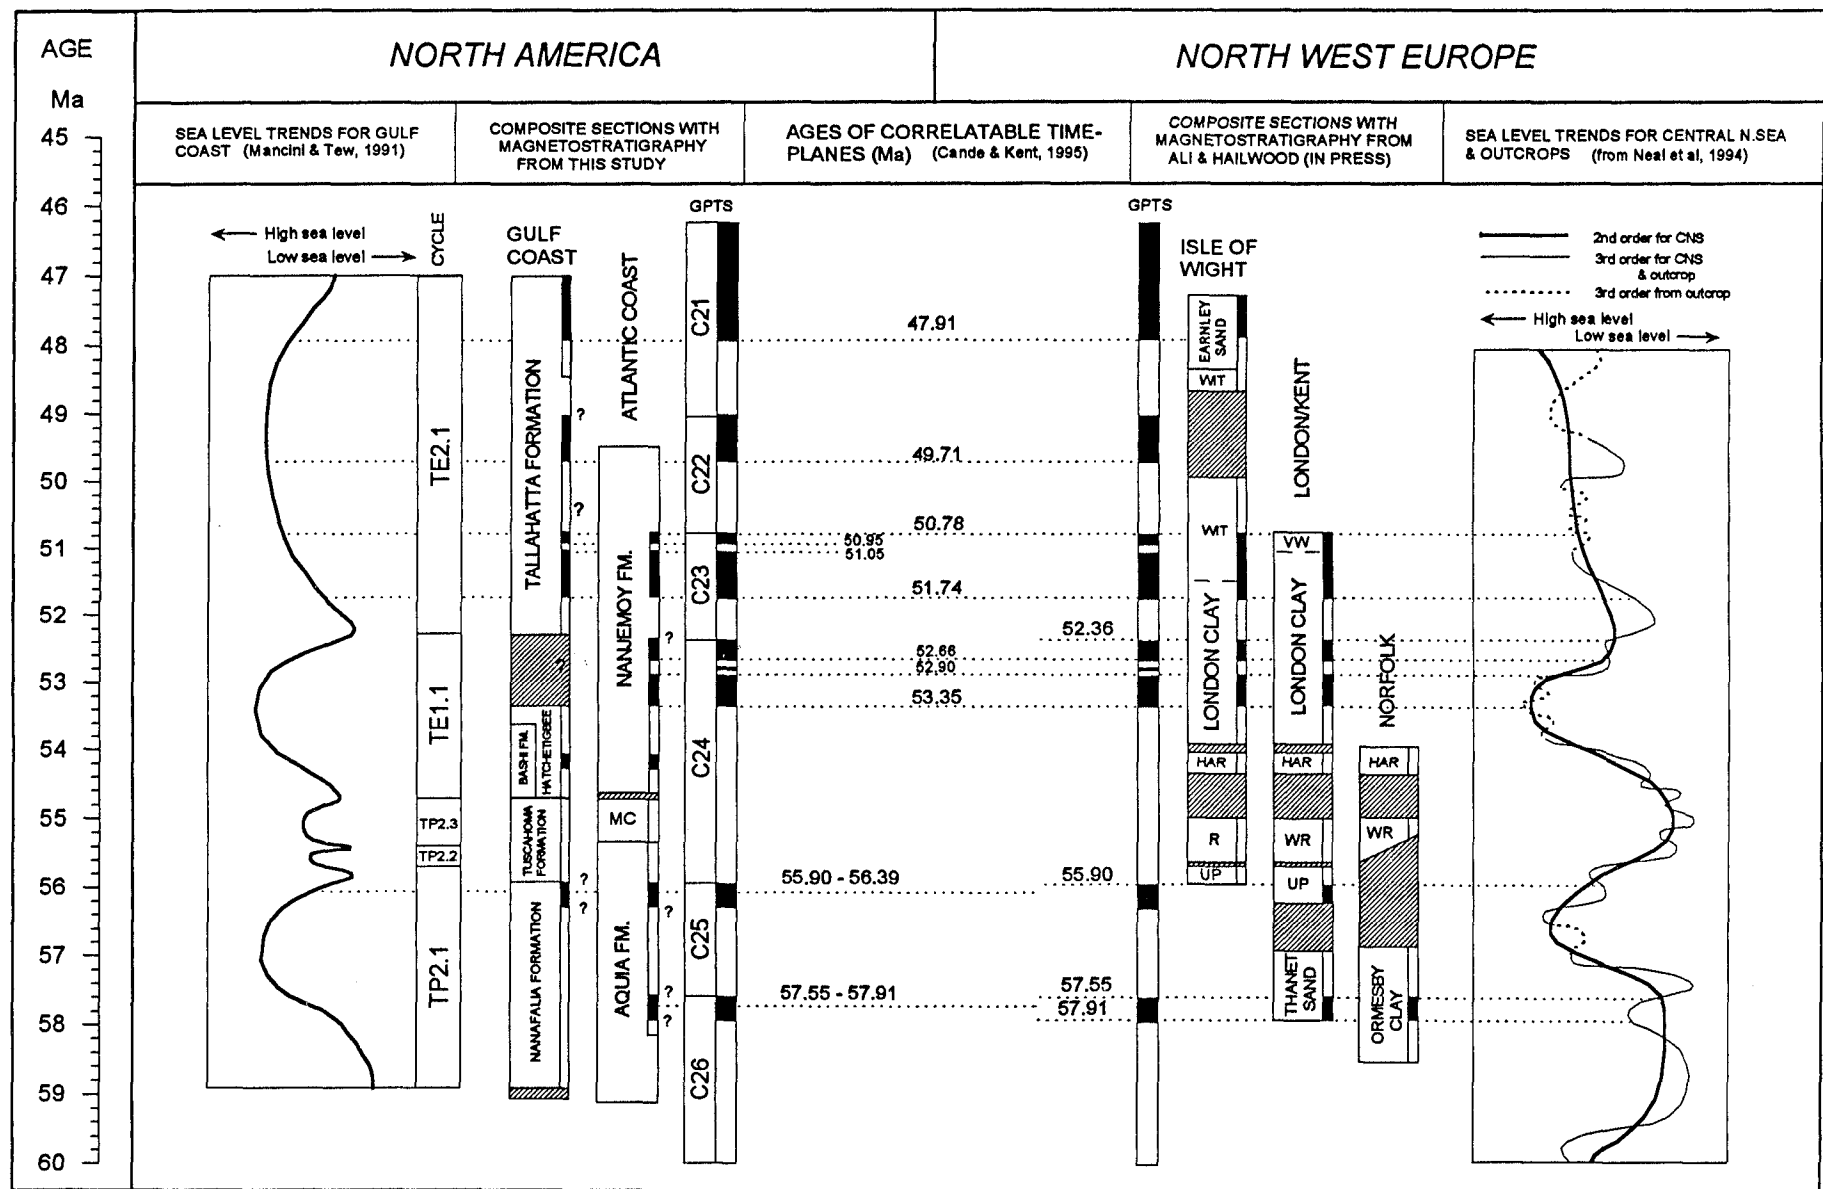 AGE
Ma
NORTH AMERICA
NORTH WEST EUROPE
SEA LEVEL TRENDS FOR GULF
COAST (Mancini & Tew, 1991)
COMPOSITE SECTIONS WITH
MAGNETOSTRATIGRAPHY
FROM THIS STUDY
AGES OF CORRELATABLE TIME-
PLANES (Ma) (Cande & Kent, 1995)
COMPOSITE SECTIONS WITH
MAGNETOSTRATIGRAPHY FROM
ALI & HAILWOOD (IN PRESS)
SEA LEVEL TRENDS FOR CENTRAL N.SEA
& OUTCROPS (from Neal et al, 1994)
45
46
47
48
49
50
51
52
53
54
55
56
57
58
59
60
High sea level
Low sea level
CYCLE
TE2.1
TE1.1
TP2.3
TP2.2
TP2.1
GULF
COAST
TALLAHATTA FORMATION
?
?
?
BASHI FM.
HATCHETIGBEE
TUSCAHOMA
FORMATION
?
?
NANAFALIA FORMATION
ATLANTIC COAST
NANJEMOY FM.
?
MC
AQUIA FM.
?
?
?
GPTS
C21
C22
C23
C24
C25
C26
47.91
49.71
50.78
50.95
51.05
51.74
52.36
52.66
52.90
53.35
55.90 - 56.39
55.90
57.55 - 57.91
57.55
57.91
GPTS
ISLE OF
WIGHT
EARNLEY
SAND
WIT
WIT
LONDON CLAY
HAR
R
UP
LONDON/KENT
VW
LONDON CLAY
HAR
WR
UP
THANET
SAND
NORFOLK
HAR
WR
ORMESBY
CLAY
2nd order for CNS
3rd order for CNS
& outcrop
3rd order from outcrop
High sea level
Low sea level